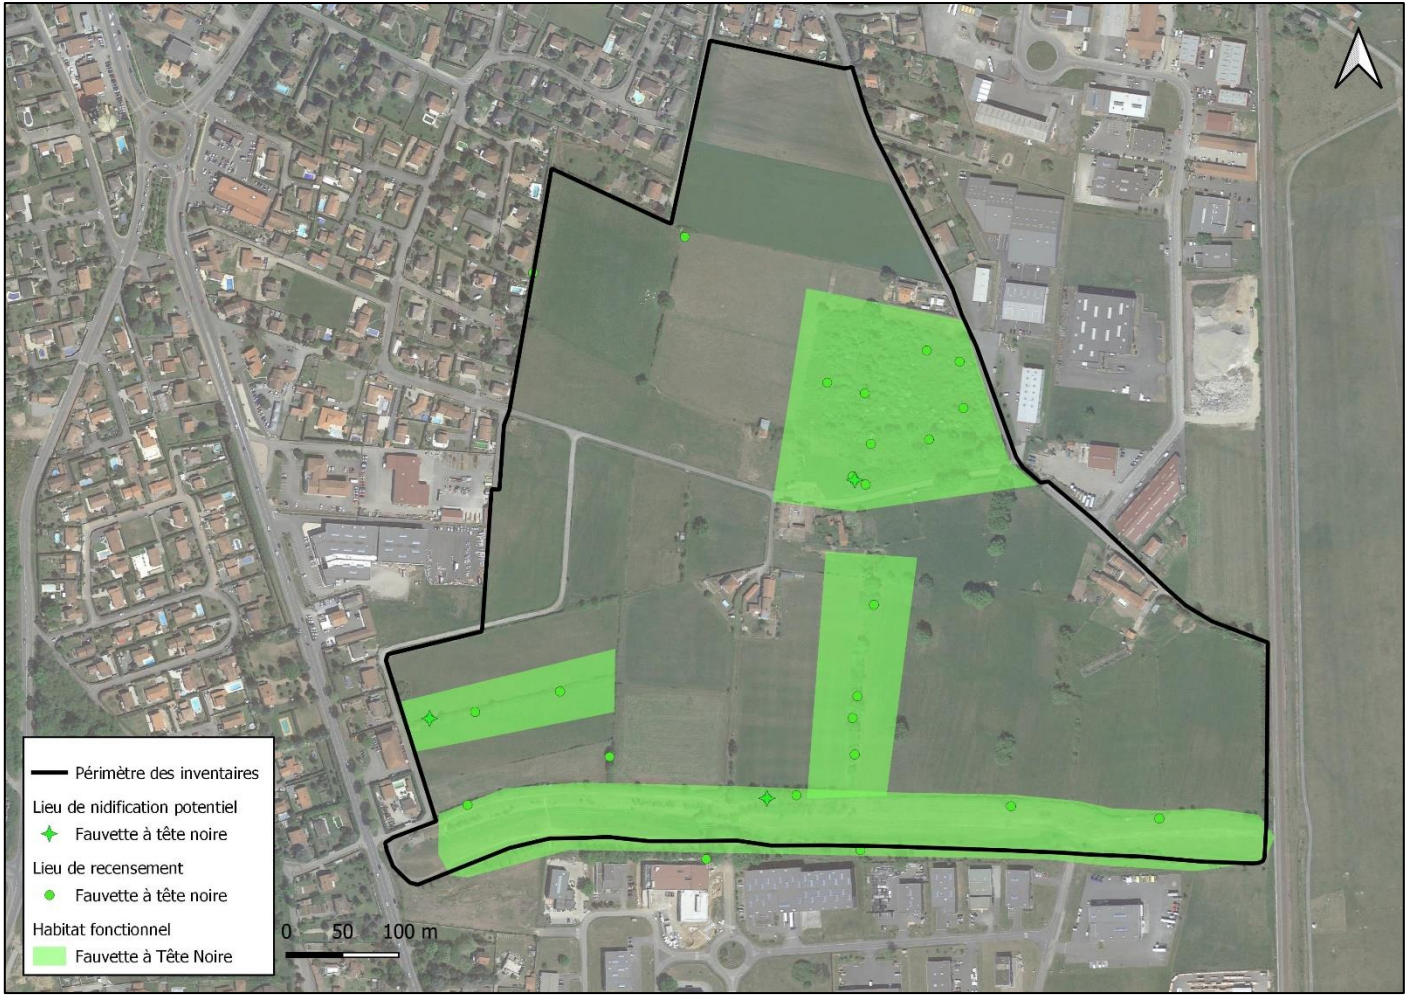 Périmètre des inventaires
Lieu de nidification potentiel
Fauvette à tête noire
Lieu de recensement
Fauvette à tête noire
Habitat fonctionnel
Fauvette à Tête Noire
0 50 100 m